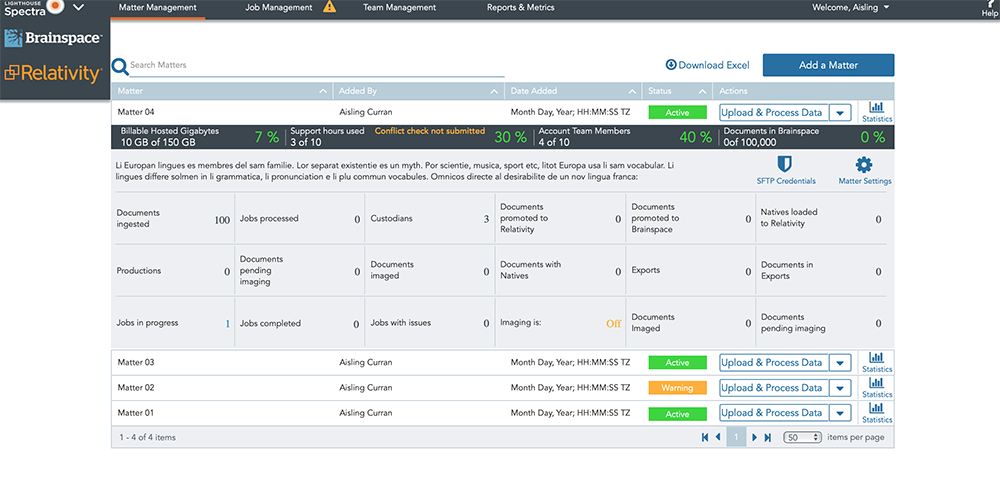 LIGHTHOUSE
Spectra
Matter Management
Job Management
Team Management
Reports & Metrics
Welcome, Aisling
?
Help
Brainspace
Relativity
Search Matters
Download Excel
Add a Matter
Matter
Added By
Date Added
Status
Actions
Matter 04
Aisling Curran
Month Day, Year; HH:MM:SS TZ
Active
Upload & Process Data
Statistics
Billable Hosted Gigabytes
10 GB of 150 GB
7 %
Support hours used
3 of 10
Conflict check not submitted
30 %
Account Team Members
4 of 10
40 %
Documents in Brainspace
0of 100,000
0 %
Li Europan lingues es membres del sam familie. Lor separat existentie es un myth. Por scientie, musica, sport etc, litot Europa usa li sam vocabular. Li
lingues differe solmen in li grammatica, li pronunciation e li plu commun vocabules. Omnicos directe al desirabilite de un nov lingua franca:
SFTP Credentials
Matter Settings
Documents
ingested
100
Jobs processed
0
Custodians
3
Documents
promoted to
Relativity
0
Documents
promoted to
Brainspace
0
Natives loaded
to Relativity
0
Productions
0
Documents
pending
imaging
0
Documents
imaged
0
Documents with
Natives
0
Exports
0
Documents in
Exports
0
Jobs in progress
1
Jobs completed
0
Jobs with issues
0
Imaging is:
Off
Documents
Imaged
0
Documents
pending imaging
0
Matter 03
Aisling Curran
Month Day, Year; HH:MM:SS TZ
Active
Upload & Process Data
Statistics
Matter 02
Aisling Curran
Month Day, Year; HH:MM:SS TZ
Warning
Upload & Process Data
Statistics
Matter 01
Aisling Curran
Month Day, Year; HH:MM:SS TZ
Active
Upload & Process Data
Statistics
1 - 4 of 4 items
1
50
items per page